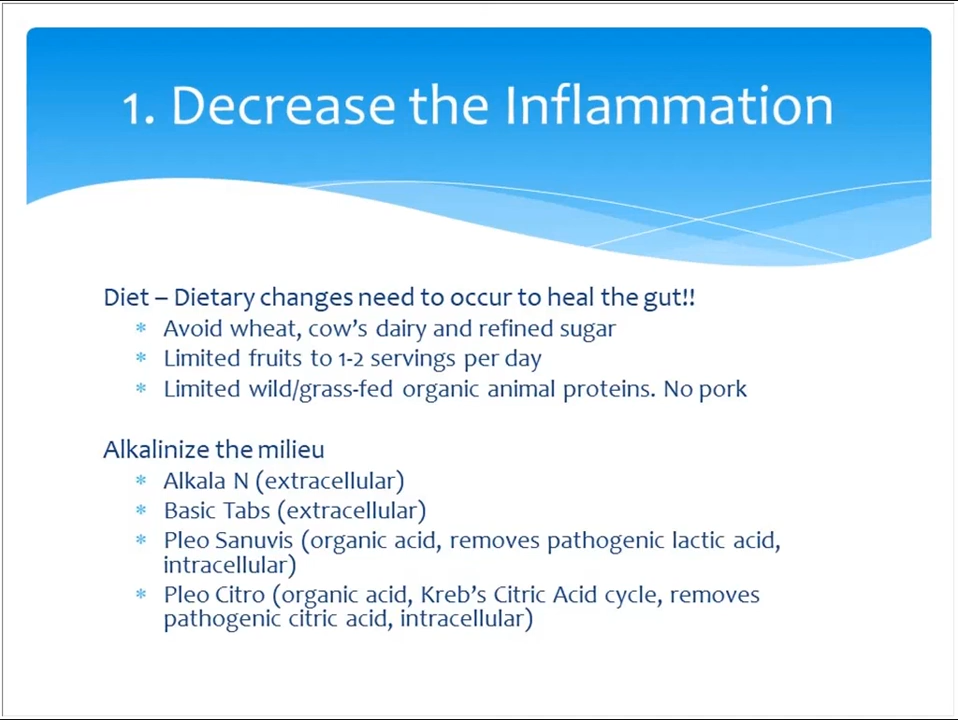 1. Decrease the Inflammation
Diet – Dietary changes need to occur to heal the gut!!
* Avoid wheat, cow's dairy and refined sugar
* Limited fruits to 1-2 servings per day
* Limited wild/grass-fed organic animal proteins. No pork
Alkalinize the milieu
* Alkala N (extracellular)
* Basic Tabs (extracellular)
* Pleo Sanuvis (organic acid, removes pathogenic lactic acid,
intracellular)
* Pleo Citro (organic acid, Kreb's Citric Acid cycle, removes
pathogenic citric acid, intracellular)